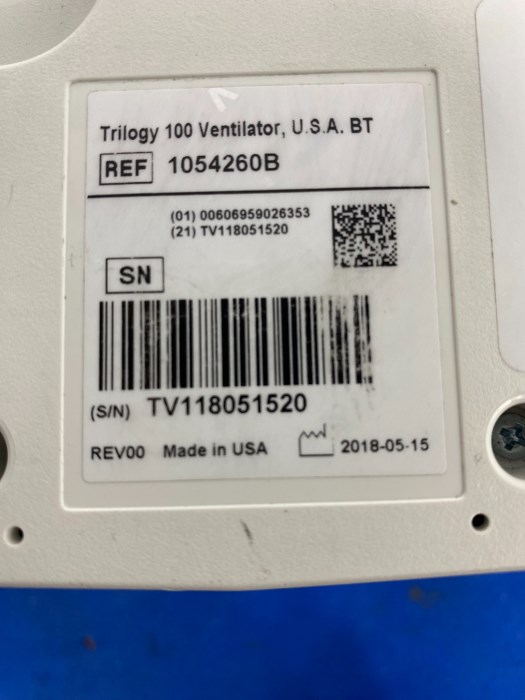 Trilogy 100 Ventilator, U.S.A. BT
REF 1054260B
(01) 00606959026353
(21) TV118051520
SN
(S/N) TV118051520
REV00 Made in USA 2018-05-15